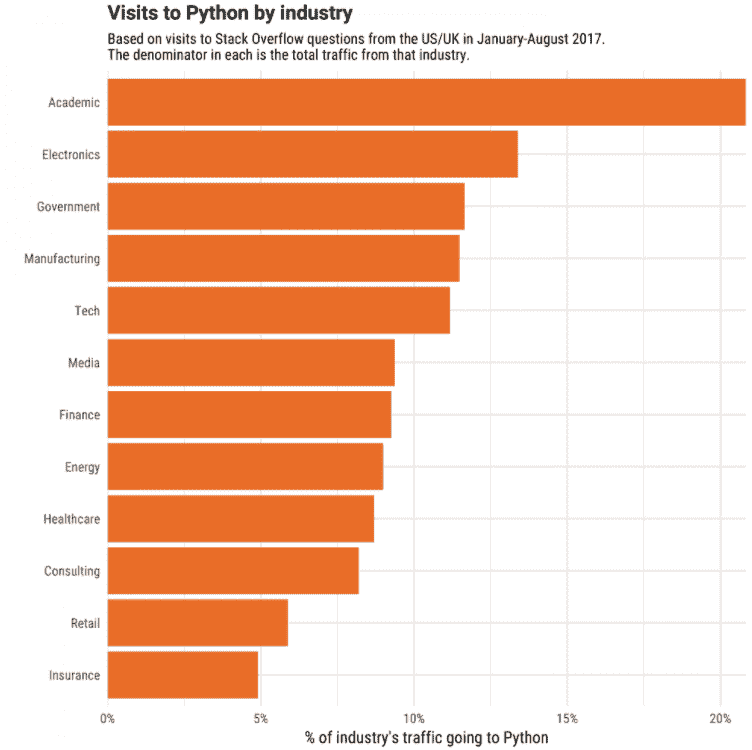 Visits to Python by industry
Based on visits to Stack Overflow questions from the US/UK in January-August 2017.
The denominator in each is the total traffic from that industry.
Academic
Electronics
Government
Manufacturing
Tech
Media
Finance
Energy
Healthcare
Consulting
Retail
Insurance
0% 5% 10% 15% 20%
% of industry's traffic going to Python